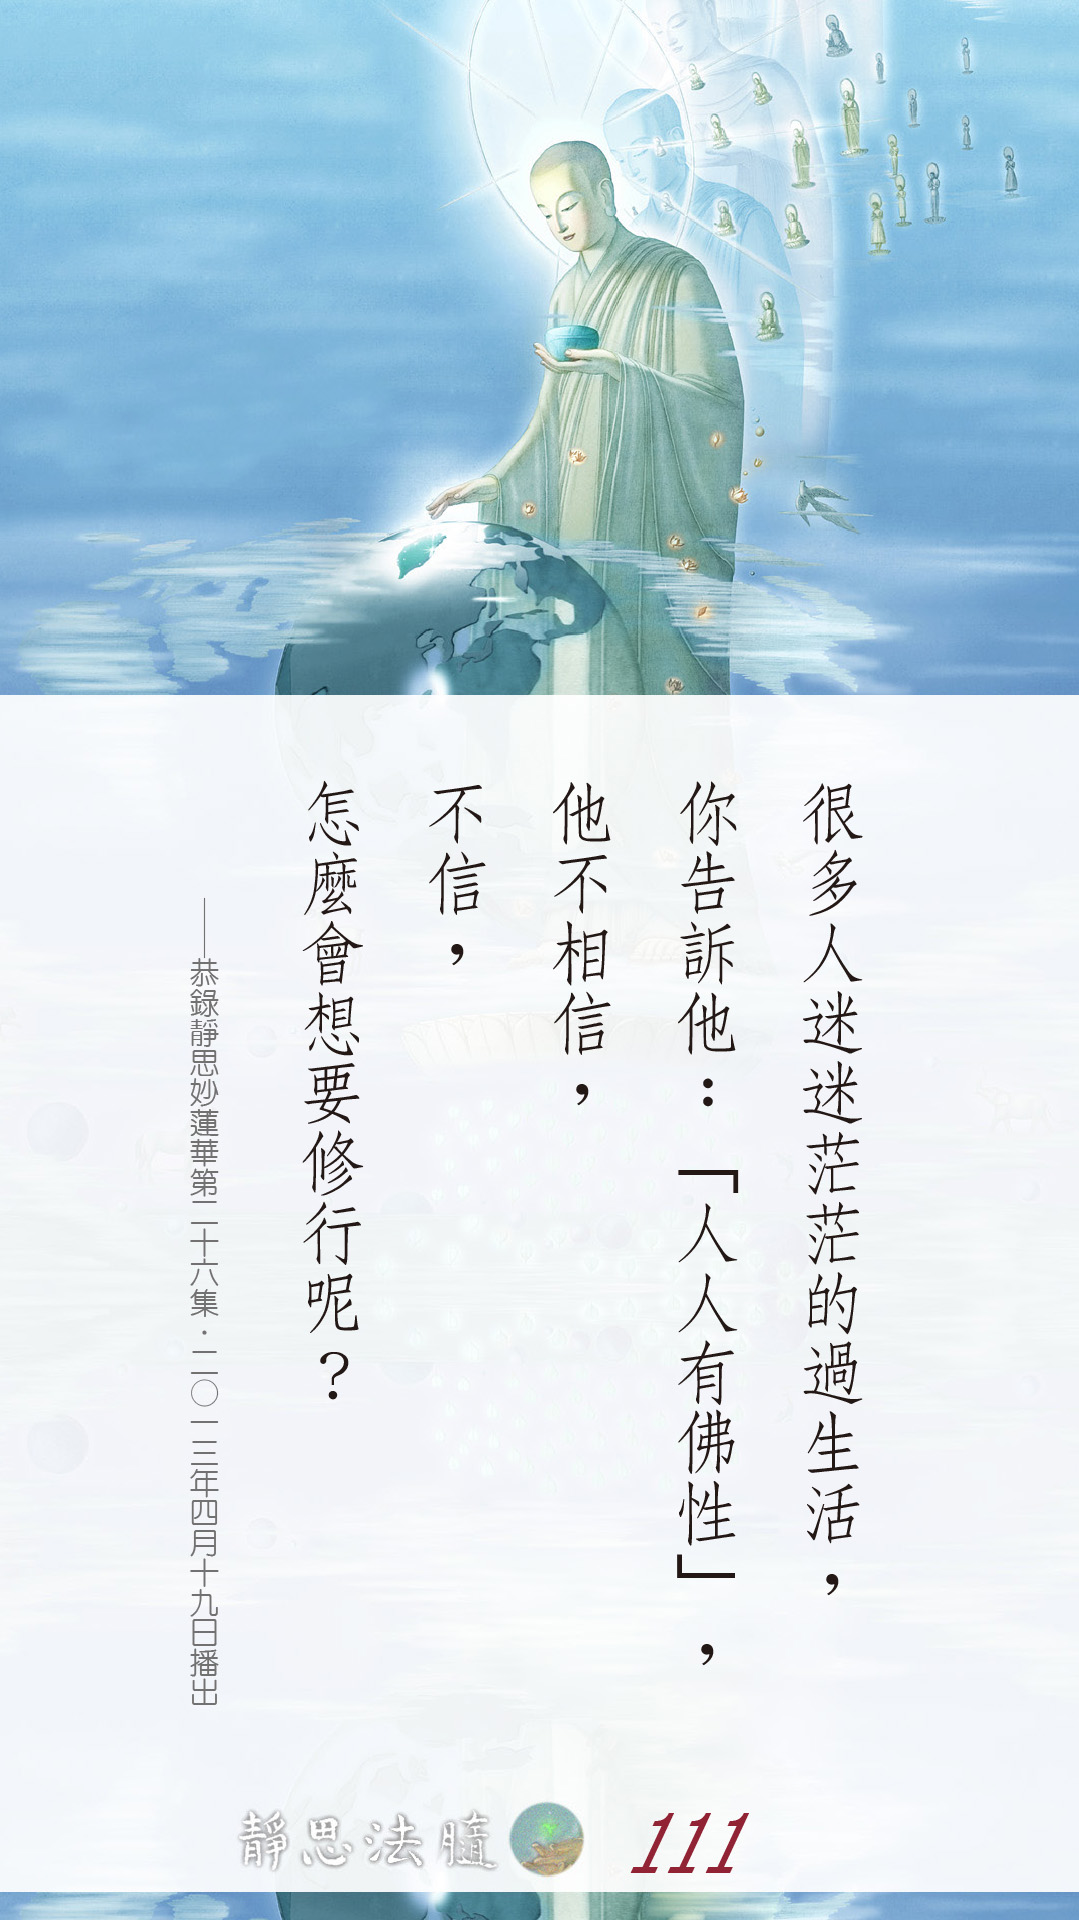 很多人迷迷茫茫的過生活，
你告訴他：「人人有佛性」，
他不相信，
不信，
怎麼會想要修行呢？
——恭錄靜思妙蓮華第二十六集·二〇一三年四月十九日播出
靜思法髓
111